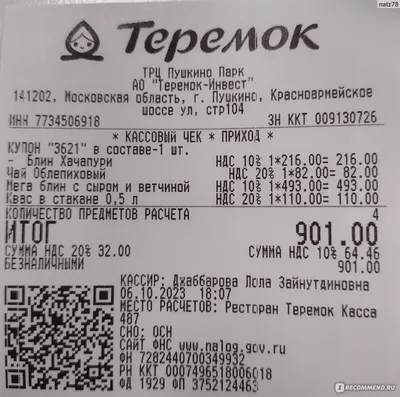 natz78
Теремок
ТРЦ Пушкино Парк
АО "Теремок-Инвест"
141202, Московская область, г. Пушкино, Красноармейское
шоссе ул, стр104
ИНН 7734506918 ЗН ККТ 009130726
* КАССОВЫЙ ЧЕК * ПРИХОД *
КУПОН "3621" в составе-1 шт.
- Блин Хачапури НДС 10% 1*216.00= 216.00
Чай Облепиховый НДС 20% 1*82.00= 82.00
Мега блин с сыром и ветчиной НДС 10% 1*493.00= 493.00
Квас в стакане 0,5 л НДС 20% 1*110.00= 110.00
КОЛИЧЕСТВО ПРЕДМЕТОВ РАСЧЕТА 4
ИТОГ 901.00
СУММА НДС 20% 32.00 СУММА НДС 10% 64.46
БЕЗНАЛИЧНЫМИ 901.00
КАССИР: Джаббарова Лола Зайнутдиновна
06.10.2023 18:07
МЕСТО РАСЧЕТОВ: Ресторан Теремок Касса
487
СНО: ОСН
САЙТ ФНС www.nalog.gov.ru
ФН 7282440700349932
РН ККТ 0007496518006018
ФД 1929 ФП 3752124463
IRECOMMEND.RU